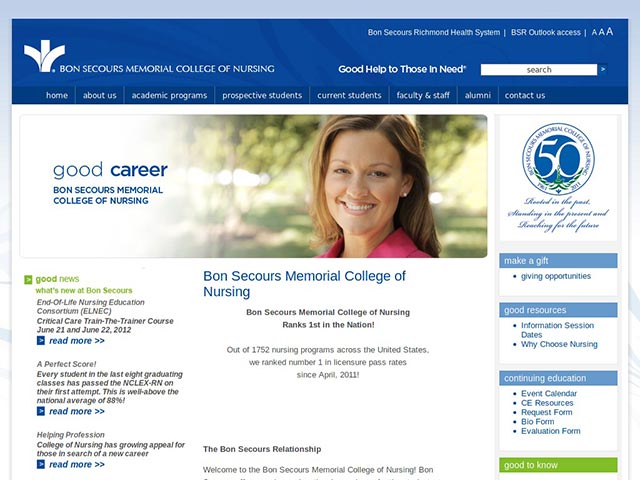 Bon Secours Richmond Health System | BSR Outlook access | A A A
BON SECOURS MEMORIAL COLLEGE OF NURSING
Good Help to Those In Need®
search
home about us academic programs prospective students current students faculty & staff alumni contact us
good career
BON SECOURS MEMORIAL
COLLEGE OF NURSING
BON SECOURS MEMORIAL COLLEGE OF NURSING
50
1961 2011
Rooted in the past,
Standing in the present and
Reaching for the future
good news
what's new at Bon Secours
End-Of-Life Nursing Education
Consortium (ELNEC)
Critical Care Train-The-Trainer Course
June 21 and June 22, 2012
read more >>
A Perfect Score!
Every student in the last eight graduating
classes has passed the NCLEX-RN on
their first attempt. This is well-above the
national average of 88%!
read more >>
Helping Profession
College of Nursing has growing appeal for
those in search of a new career
read more >>
Bon Secours Memorial College of
Nursing
Bon Secours Memorial College of Nursing
Ranks 1st in the Nation!
Out of 1752 nursing programs across the United States,
we ranked number 1 in licensure pass rates
since April, 2011!
The Bon Secours Relationship
Welcome to the Bon Secours Memorial College of Nursing! Bon
make a gift
giving opportunities
good resources
Information Session
Dates
Why Choose Nursing
continuing education
Event Calendar
CE Resources
Request Form
Bio Form
Evaluation Form
good to know